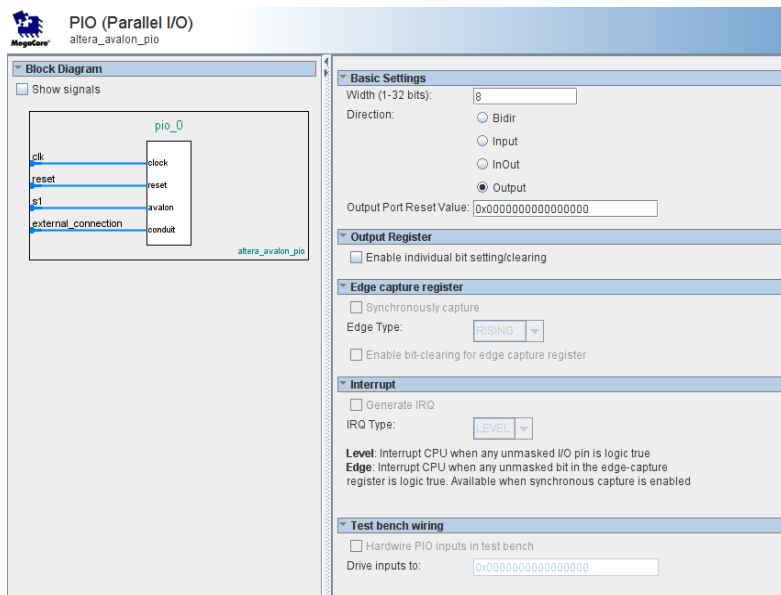 MegaCore®
PIO (Parallel I/O)
altera_avalon_pio
Block Diagram
Show signals
pio_0
clk
clock
reset
reset
s1
avalon
external_connection
conduit
altera_avalon_pio
Basic Settings
Width (1-32 bits): 8
Direction: Bidir
Input
InOut
Output
Output Port Reset Value: 0x0000000000000000
Output Register
Enable individual bit setting/clearing
Edge capture register
Synchronously capture
Edge Type: RISING
Enable bit-clearing for edge capture register
Interrupt
Generate IRQ
IRQ Type: LEVEL
Level: Interrupt CPU when any unmasked I/O pin is logic true
Edge: Interrupt CPU when any unmasked bit in the edge-capture
register is logic true. Available when synchronous capture is enabled
Test bench wiring
Hardwire PIO inputs in test bench
Drive inputs to: 0x0000000000000000